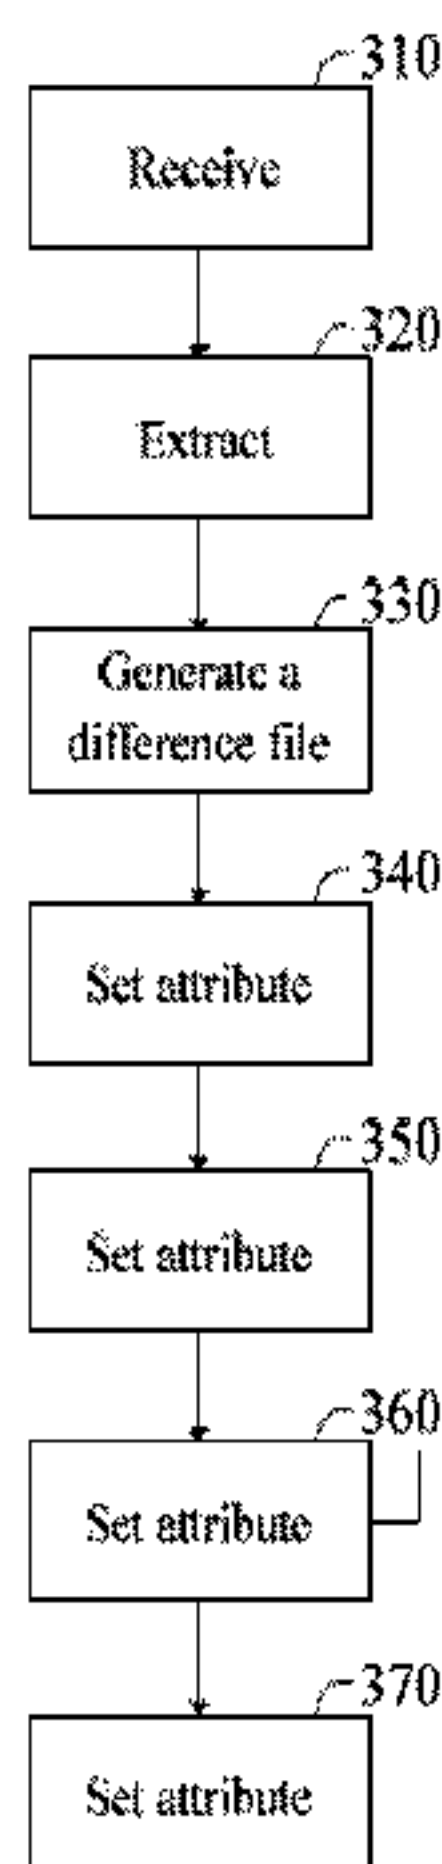 310
Receive
320
Extract
330
Generate a
difference file
340
Set attribute
350
Set attribute
360
Set attribute
370
Set attribute